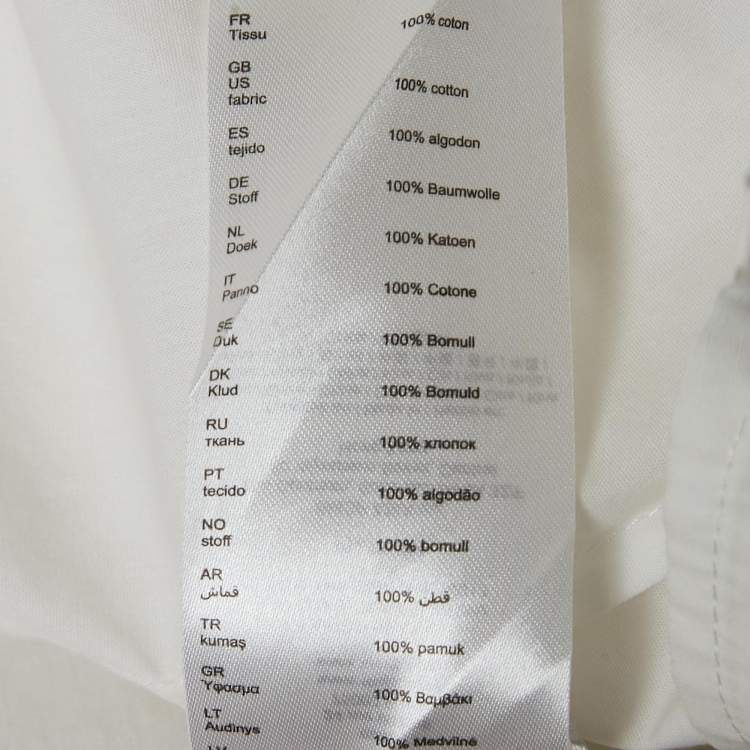 FR 100% coton
Tissu
GB
US 100% cotton
fabric
ES 100% algodon
tejido
DE 100% Baumwolle
Stoff
NL 100% Katoen
Doek
IT 100% Cotone
Panno
SE
Duk 100% Bomull
DK
Klud 100% Bomuld
RU
ткань 100% хлопок
PT
tecido 100% algodão
NO
stoff 100% bomull
AR
قماش 100% قطن
TR
kumaş 100% pamuk
GR
Ύφασμα 100% Βαμβάκι
LT
Audinys 100% Medvilnė
LV